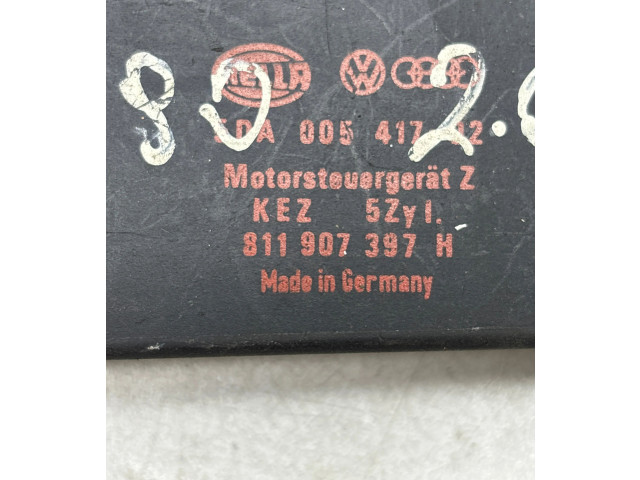 HELLA
5DA 005 417
Motorsteuergerät Z
KEZ 5Zyl.
811 907 397 H
Made in Germany